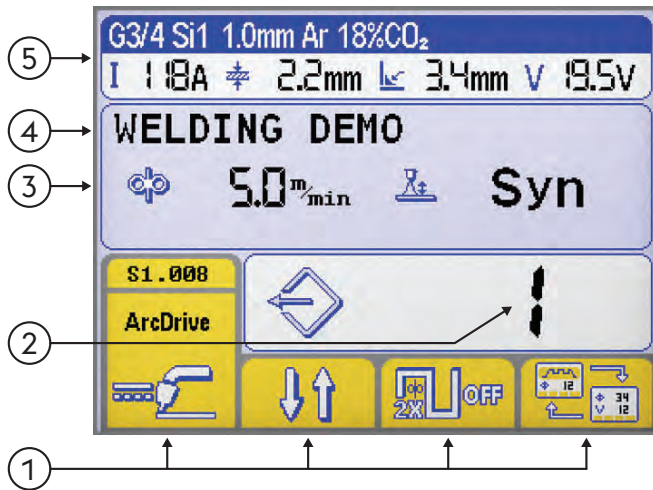 G3/4 Si1 1.0mm Ar 18%CO₂
I 118A 2.2mm 3.4mm V 19.5V
WELDING DEMO
5.0 m/min Syn
S1.008
ArcDrive
1
2X OFF
Φ 12
Φ 34
V 12
5
4
3
2
1